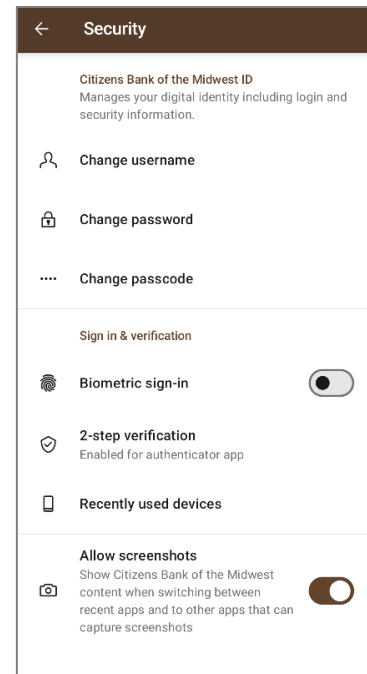 Security
Citizens Bank of the Midwest ID
Manages your digital identity including login and
security information.
Change username
Change password
Change passcode
Sign in & verification
Biometric sign-in
2-step verification
Enabled for authenticator app
Recently used devices
Allow screenshots
Show Citizens Bank of the Midwest
content when switching between
recent apps and to other apps that can
capture screenshots